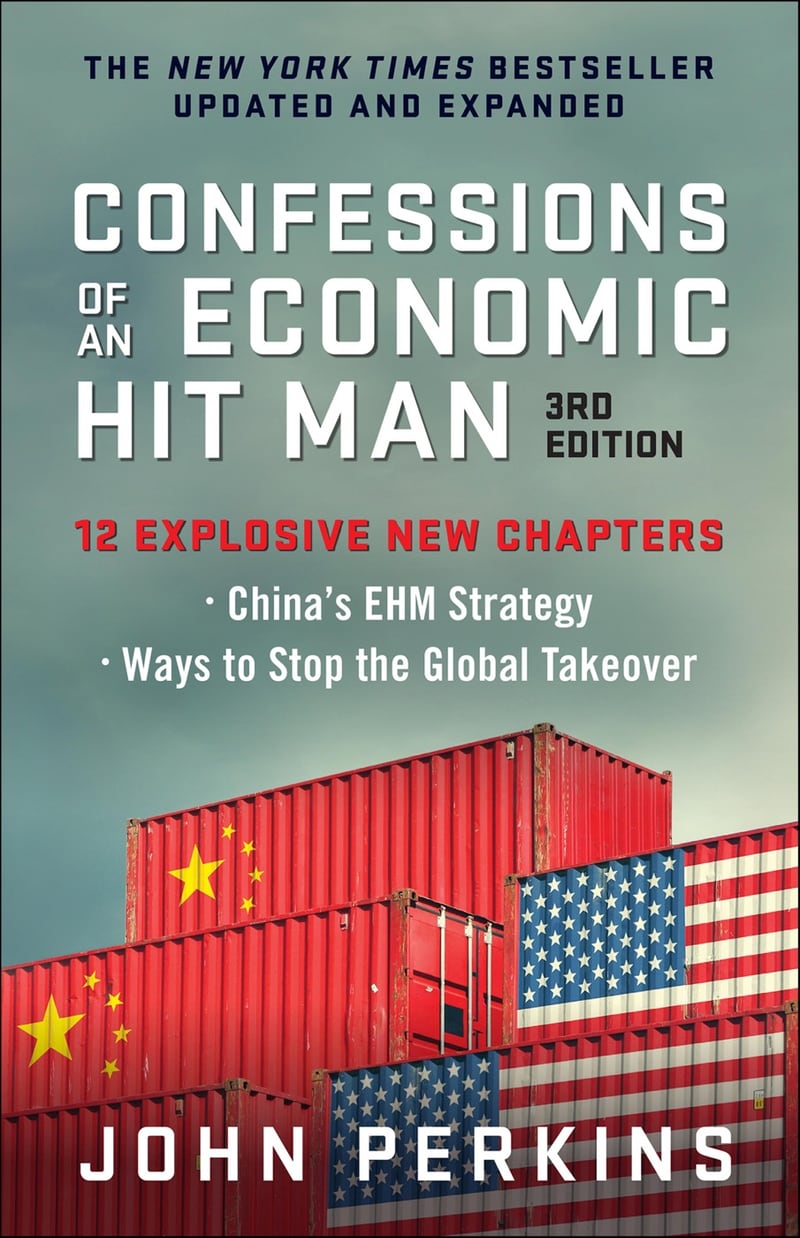 THE NEW YORK TIMES BESTSELLER
UPDATED AND EXPANDED
CONFESSIONS
OF AN ECONOMIC
HIT MAN 3RD EDITION
12 EXPLOSIVE NEW CHAPTERS
· China's EHM Strategy
· Ways to Stop the Global Takeover
JOHN PERKINS